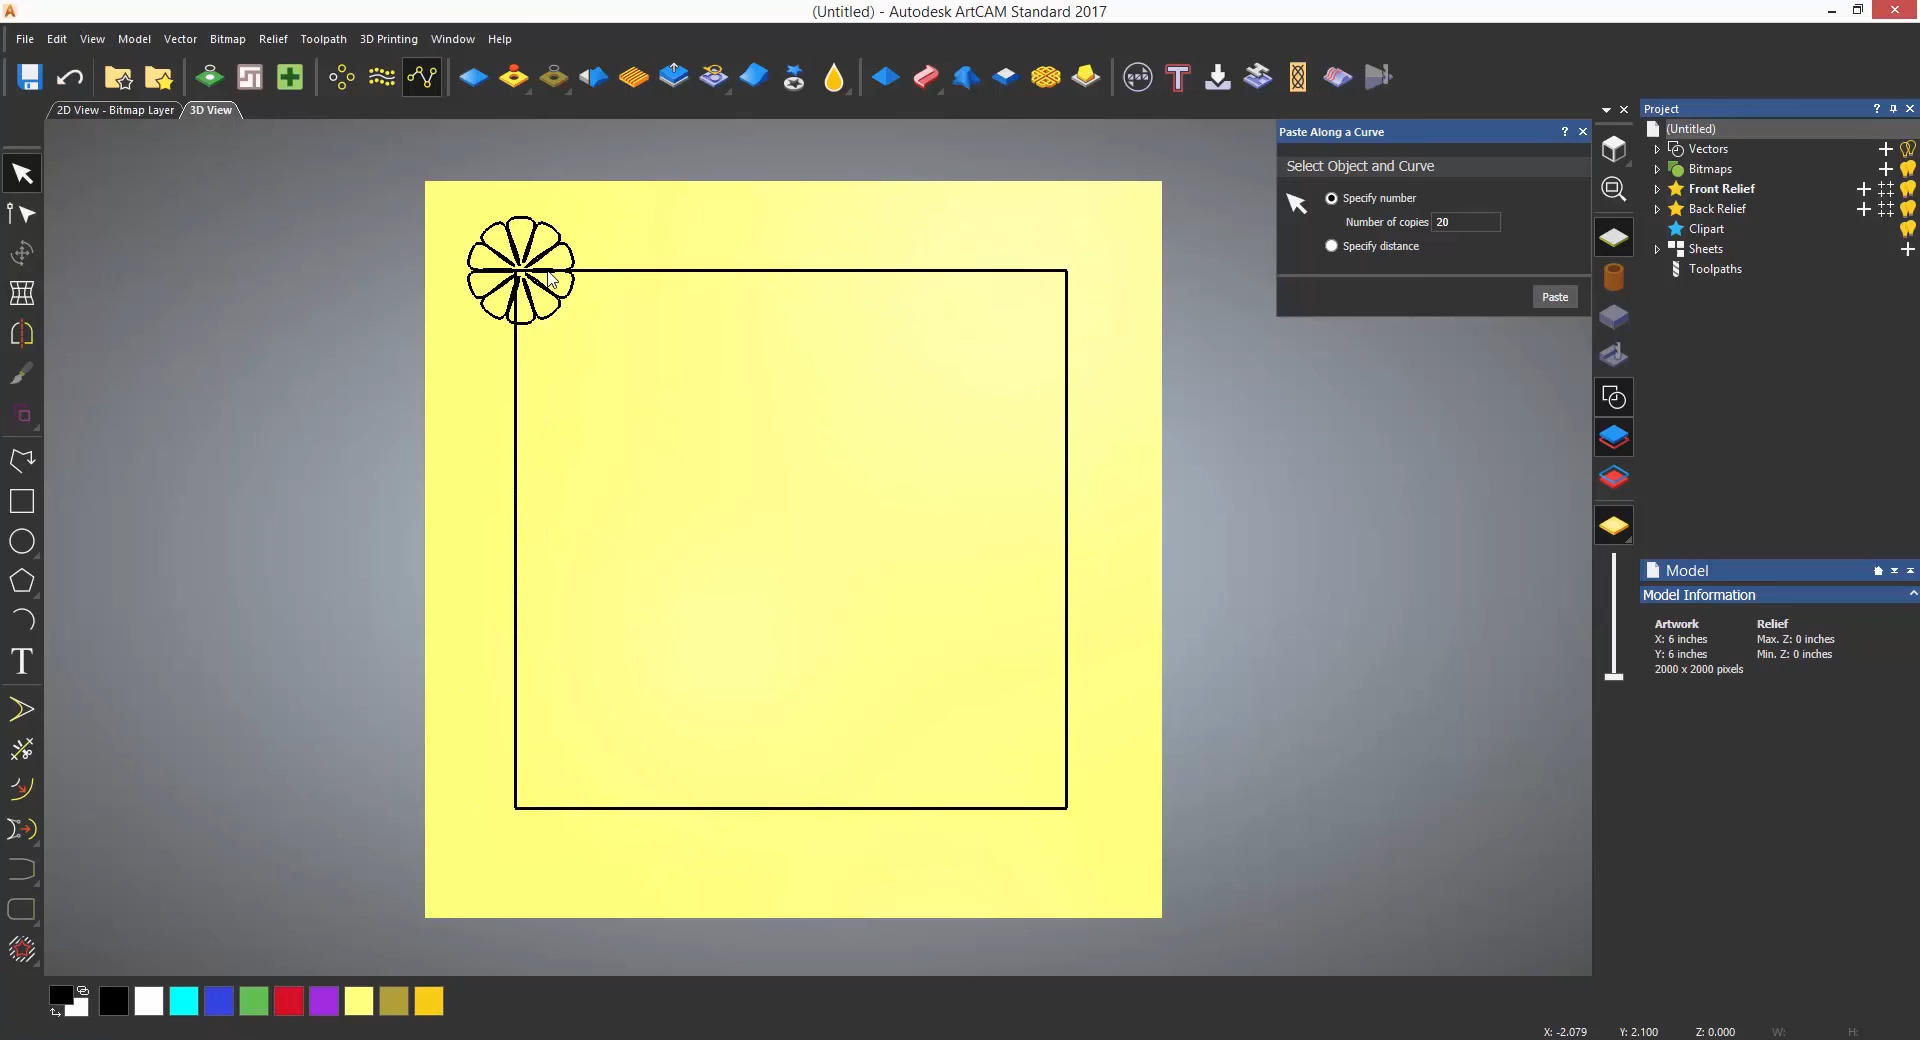 (Untitled) - Autodesk ArtCAM Standard 2017
File Edit View Model Vector Bitmap Relief Toolpath 3D Printing Window Help
2D View - Bitmap Layer 3D View
Paste Along a Curve
Select Object and Curve
Specify number
Number of copies 20
Specify distance
Paste
Project
(Untitled)
Vectors
Bitmaps
Front Relief
Back Relief
Clipart
Sheets
Toolpaths
Model
Model Information
Artwork Relief
X: 6 inches Max. Z: 0 inches
Y: 6 inches Min. Z: 0 inches
2000 x 2000 pixels
X: -2.079 Y: 2.100 Z: 0.000 W: H: